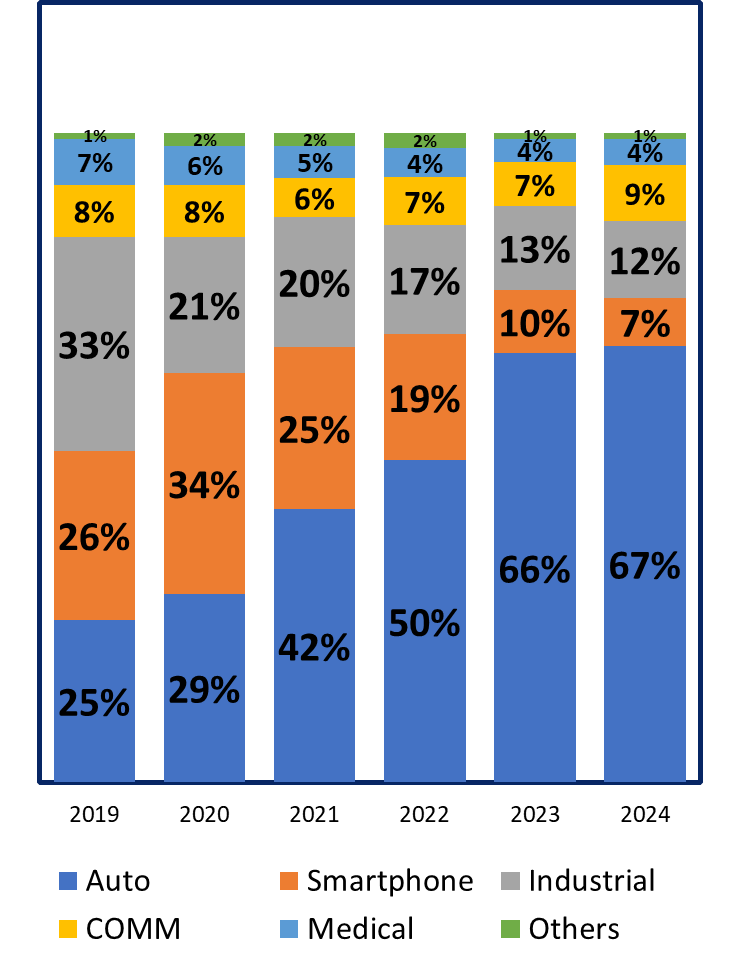 1% 2% 2% 2% 1% 1%
7% 6% 5% 4% 4% 4%
8% 8% 6% 7% 7% 9%
33% 21% 20% 17% 13% 12%
26% 34% 25% 19% 10% 7%
25% 29% 42% 50% 66% 67%
2019 2020 2021 2022 2023 2024
Auto Smartphone Industrial
COMM Medical Others